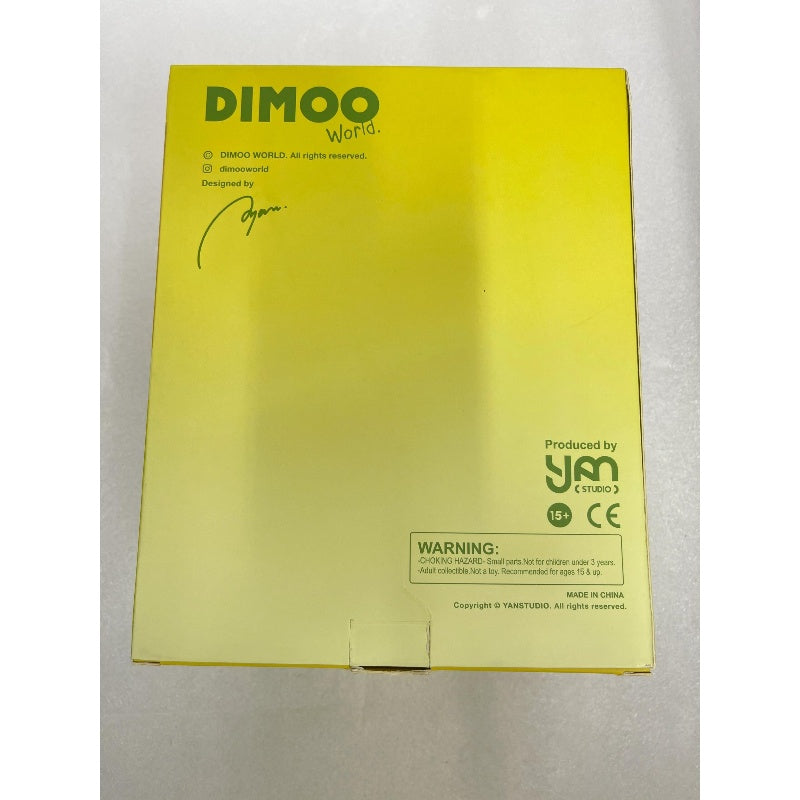 DIMOO
World.
© DIMOO WORLD. All rights reserved.
dimooworld
Designed by
Ayan.
Produced by
YAN
( STUDIO )
15+ CE
WARNING:
-CHOKING HAZARD- Small parts.Not for children under 3 years.
-Adult collectible,Not a toy. Recommended for ages 15 & up.
MADE IN CHINA
Copyright © YANSTUDIO. All rights reserved.